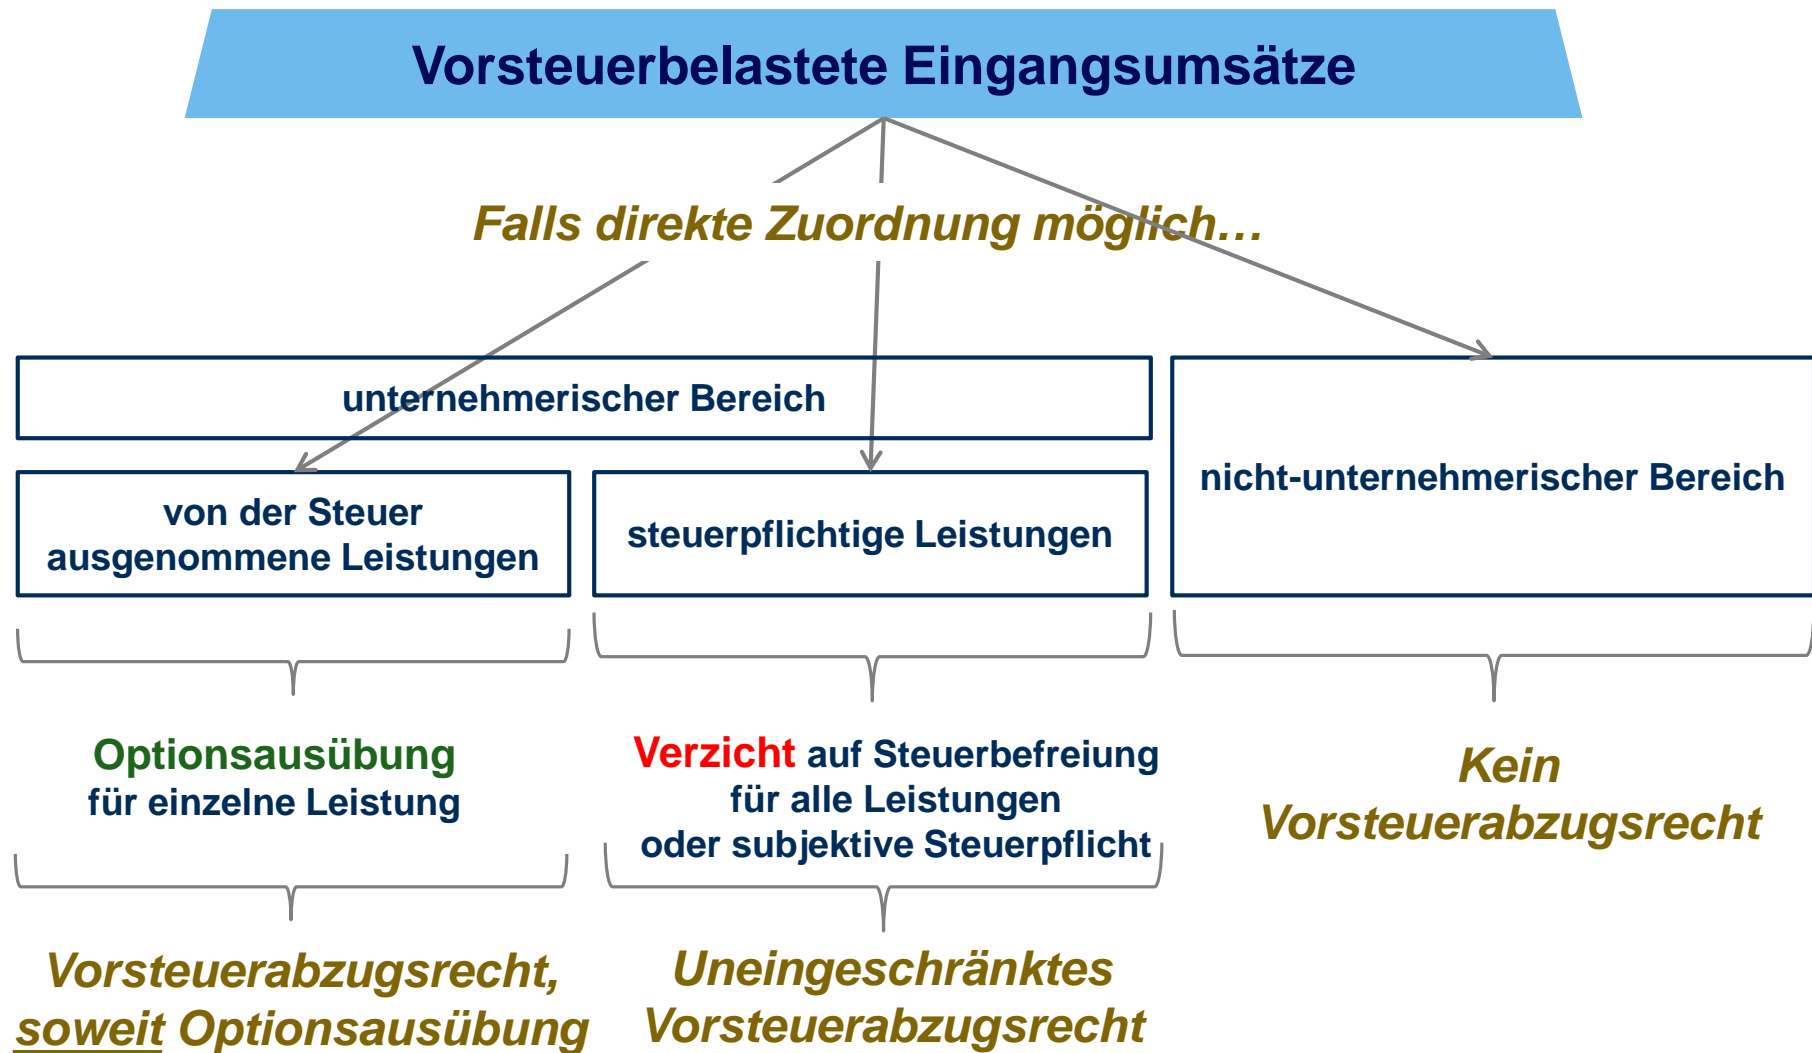 Vorsteuerbelastete Eingangsumsätze
Falls direkte Zuordnung möglich…
unternehmerischer Bereich
nicht-unternehmerischer Bereich
von der Steuer
ausgenommene Leistungen
steuerpflichtige Leistungen
Optionsausübung
für einzelne Leistung
Verzicht auf Steuerbefreiung
für alle Leistungen
oder subjektive Steuerpflicht
Kein
Vorsteuerabzugsrecht
Vorsteuerabzugsrecht,
soweit Optionsausübung
Uneingeschränktes
Vorsteuerabzugsrecht